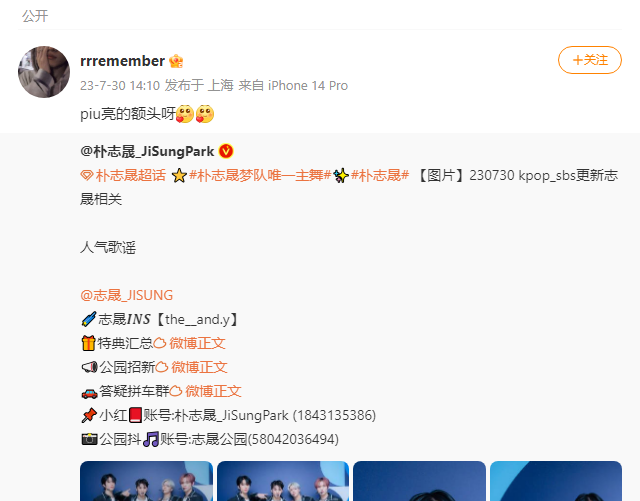 公开
rrremember
+关注
23-7-30 14:10 发布于 上海 来自 iPhone 14 Pro
piu亮的额头呀
@朴志晟_JiSungPark
朴志晟超话 #朴志晟梦队唯一主舞# #朴志晟# 【图片】230730 kpop_sbs更新志
晟相关
人气歌谣
@志晟_JISUNG
志晟INS【the__and.y】
特典汇总 微博正文
公园招新 微博正文
答疑拼车群 微博正文
小红 账号:朴志晟_JiSungPark (1843135386)
公园抖 账号:志晟公园(58042036494)